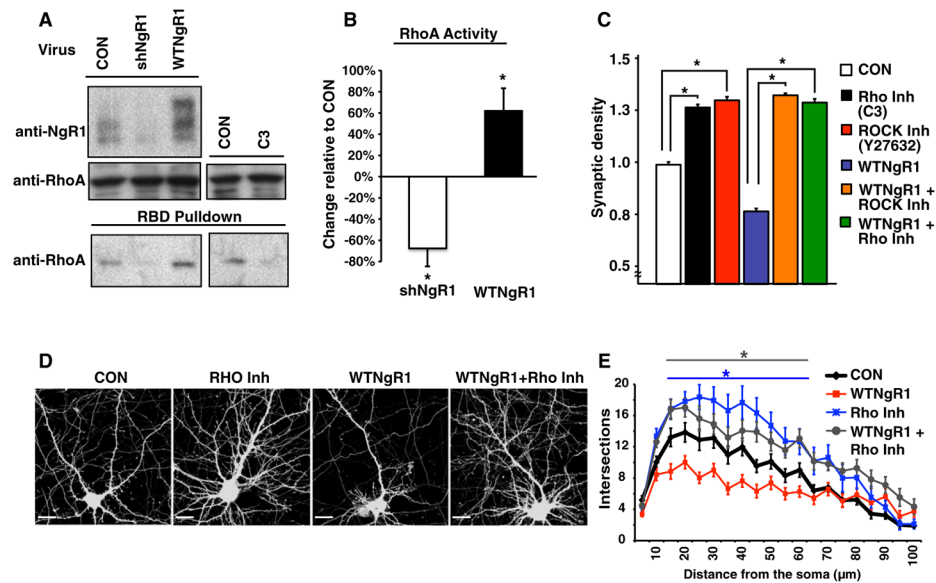 A
Virus
CON
shNgR1
WTNgR1
anti-NgR1
CON
C3
anti-RhoA
RBD Pulldown
anti-RhoA
B
RhoA Activity
Change relative to CON
100%
80%
60%
40%
20%
0%
-20%
-40%
-60%
-80%
*
*
shNgR1
WTNgR1
C
Synaptic density
1.5
1.3
1.0
0.8
0.5
*
*
*
*
CON
Rho Inh
(C3)
ROCK Inh
(Y27632)
WTNgR1
WTNgR1
+ ROCK Inh
WTNgR1 +
Rho Inh
D
CON
RHO Inh
WTNgR1
WTNgR1+Rho Inh
E
*
*
CON
WTNgR1
Rho Inh
WTNgR1 +
Rho Inh
Intersections
20
16
12
8
4
0
10
20
30
40
50
60
70
80
90
100
Distance from the soma (µm)